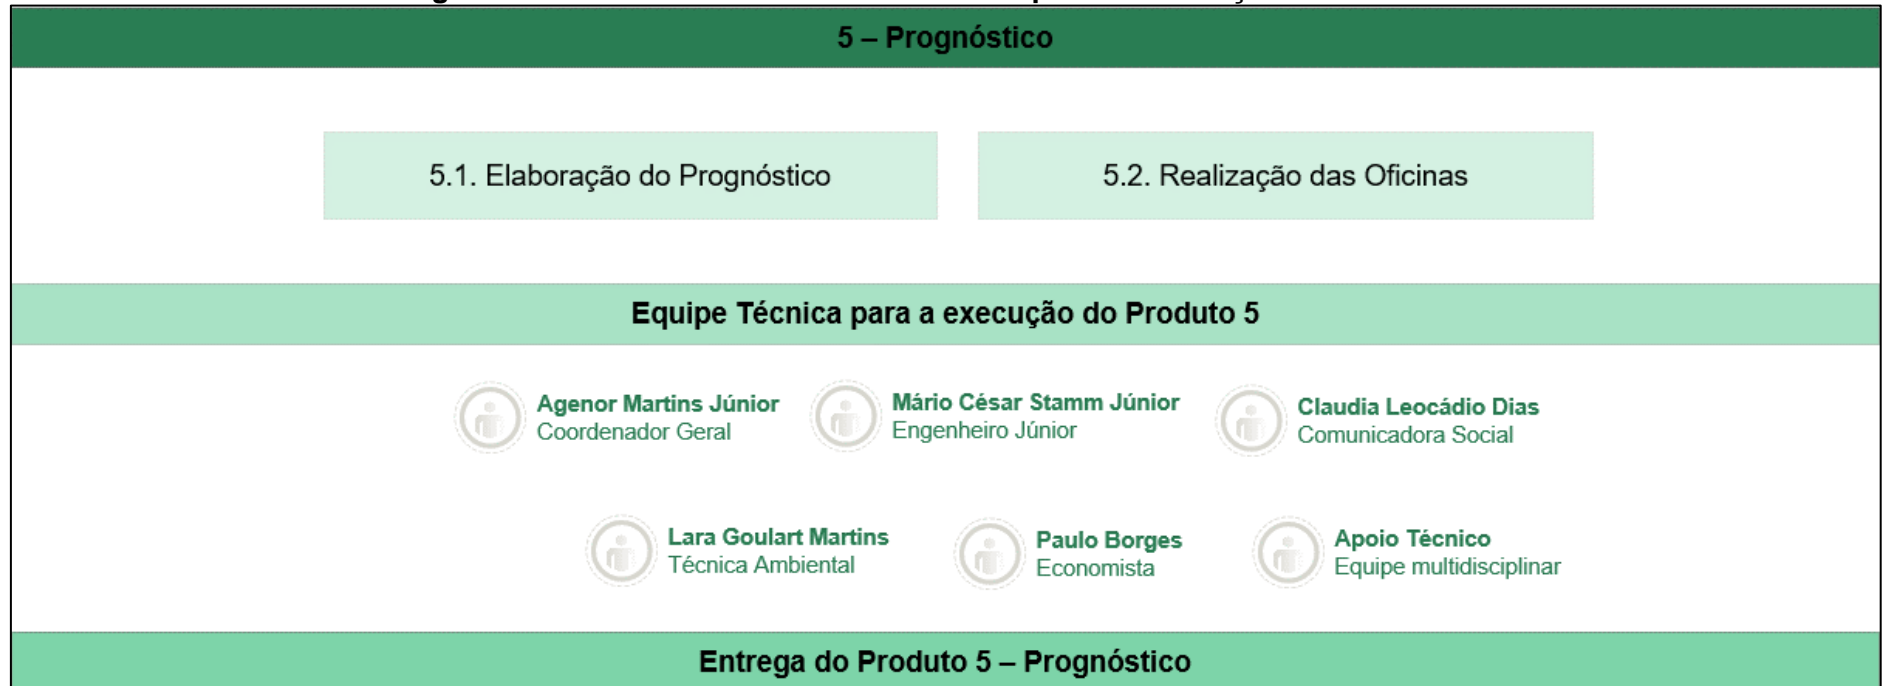 5 – Prognóstico
5.1. Elaboração do Prognóstico
5.2. Realização das Oficinas
Equipe Técnica para a execução do Produto 5
Agenor Martins Júnior
Coordenador Geral
Mário César Stamm Júnior
Engenheiro Júnior
Claudia Leocádio Dias
Comunicadora Social
Lara Goulart Martins
Técnica Ambiental
Paulo Borges
Economista
Apoio Técnico
Equipe multidisciplinar
Entrega do Produto 5 – Prognóstico